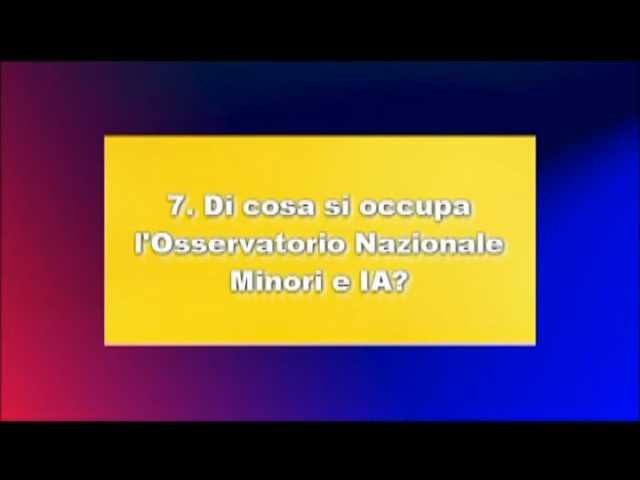 7. Di cosa si occupa
l'Osservatorio Nazionale
Minori e IA?